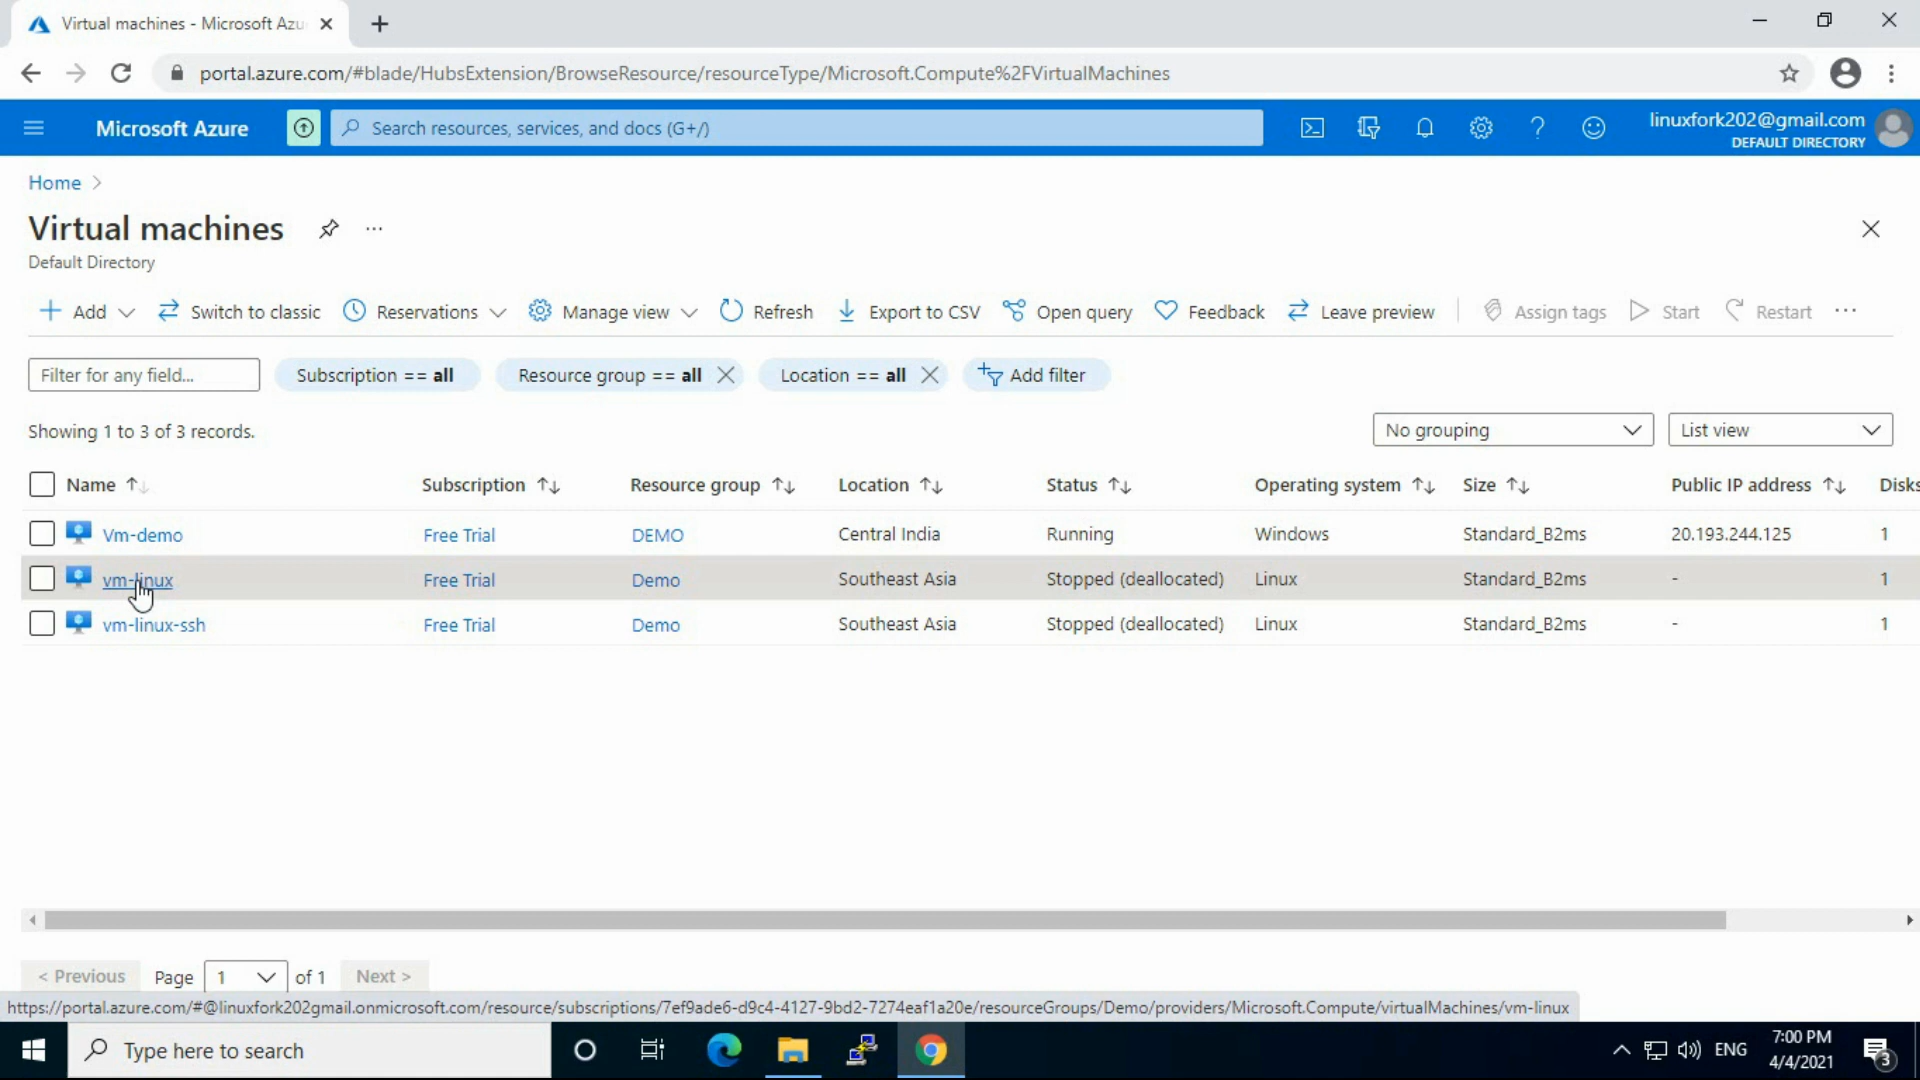 Virtual machines - Microsoft Azu
portal.azure.com/#blade/HubsExtension/BrowseResource/resourceType/Microsoft.Compute%2FVirtualMachines
Microsoft Azure
Search resources, services, and docs (G+/)
linuxfork202@gmail.com
DEFAULT DIRECTORY
Home
Virtual machines
Default Directory
Add Switch to classic Reservations Manage view Refresh Export to CSV Open query Feedback Leave preview Assign tags Start Restart
Filter for any field... Subscription == all Resource group == all Location == all Add filter
Showing 1 to 3 of 3 records. No grouping List view
Name Subscription Resource group Location Status Operating system Size Public IP address Disks
Vm-demo Free Trial DEMO Central India Running Windows Standard_B2ms 20.193.244.125 1
vm-linux Free Trial Demo Southeast Asia Stopped (deallocated) Linux Standard_B2ms - 1
vm-linux-ssh Free Trial Demo Southeast Asia Stopped (deallocated) Linux Standard_B2ms - 1
< Previous Page 1 of 1 Next >
https://portal.azure.com/#@linuxfork202gmail.onmicrosoft.com/resource/subscriptions/7ef9ade6-d9c4-4127-9bd2-7274eaf1a20e/resourceGroups/Demo/providers/Microsoft.Compute/virtualMachines/vm-linux
Type here to search
ENG
7:00 PM
4/4/2021
3